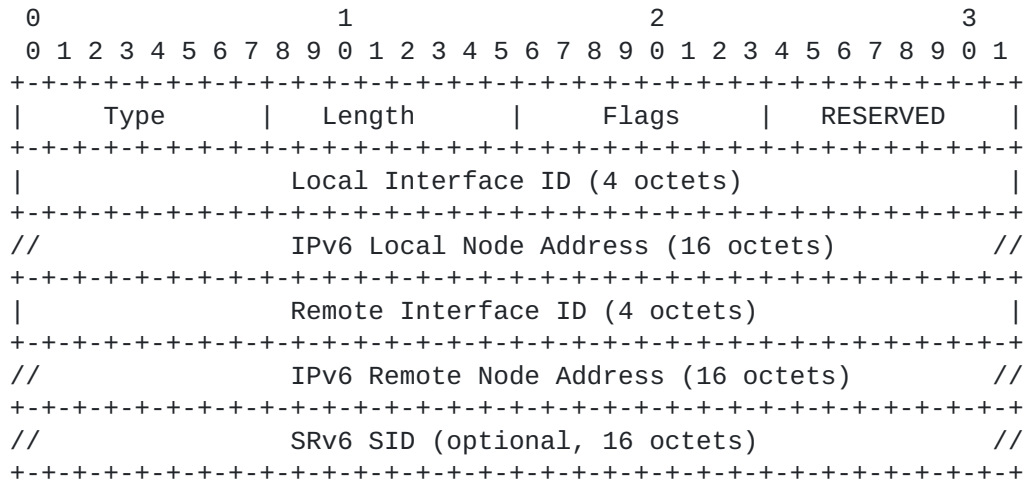 0                   1                   2                   3
 0 1 2 3 4 5 6 7 8 9 0 1 2 3 4 5 6 7 8 9 0 1 2 3 4 5 6 7 8 9 0 1
+-+-+-+-+-+-+-+-+-+-+-+-+-+-+-+-+-+-+-+-+-+-+-+-+-+-+-+-+-+-+-+-+
|     Type      |   Length      |     Flags     |   RESERVED    |
+-+-+-+-+-+-+-+-+-+-+-+-+-+-+-+-+-+-+-+-+-+-+-+-+-+-+-+-+-+-+-+-+
|                 Local Interface ID (4 octets)                 |
+-+-+-+-+-+-+-+-+-+-+-+-+-+-+-+-+-+-+-+-+-+-+-+-+-+-+-+-+-+-+-+-+
//                IPv6 Local Node Address (16 octets)          //
+-+-+-+-+-+-+-+-+-+-+-+-+-+-+-+-+-+-+-+-+-+-+-+-+-+-+-+-+-+-+-+-+
|                 Remote Interface ID (4 octets)                |
+-+-+-+-+-+-+-+-+-+-+-+-+-+-+-+-+-+-+-+-+-+-+-+-+-+-+-+-+-+-+-+-+
//                IPv6 Remote Node Address (16 octets)         //
+-+-+-+-+-+-+-+-+-+-+-+-+-+-+-+-+-+-+-+-+-+-+-+-+-+-+-+-+-+-+-+-+
//                SRv6 SID (optional, 16 octets)               //
+-+-+-+-+-+-+-+-+-+-+-+-+-+-+-+-+-+-+-+-+-+-+-+-+-+-+-+-+-+-+-+-+